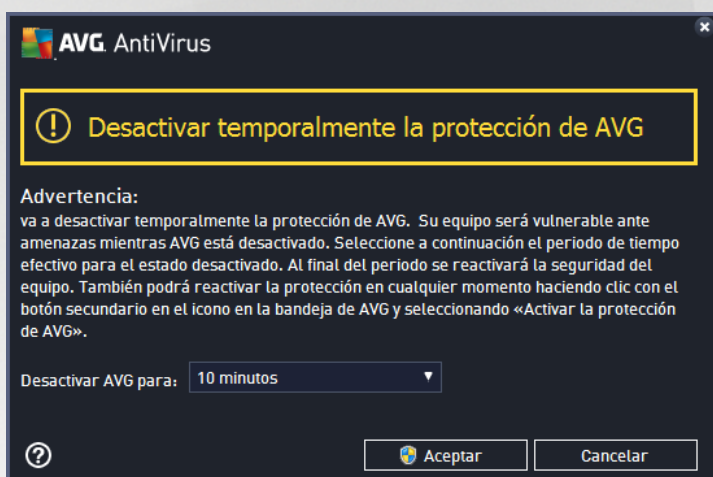 AVG. AntiVirus
Desactivar temporalmente la protección de AVG
Advertencia:
va a desactivar temporalmente la protección de AVG. Su equipo será vulnerable ante
amenazas mientras AVG está desactivado. Seleccione a continuación el periodo de tiempo
efectivo para el estado desactivado. Al final del periodo se reactivará la seguridad del
equipo. También podrá reactivar la protección en cualquier momento haciendo clic con el
botón secundario en el icono en la bandeja de AVG y seleccionando «Activar la protección
de AVG».
Desactivar AVG para: 10 minutos
Aceptar Cancelar